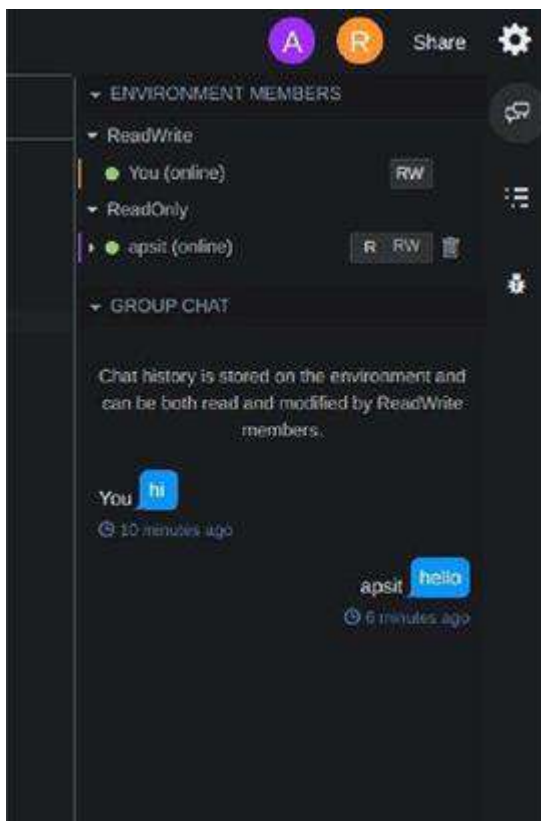 A R Share
ENVIRONMENT MEMBERS
ReadWrite
You (online) RW
ReadOnly
apsit (online) R RW
GROUP CHAT
Chat history is stored on the environment and
can be both read and modified by ReadWrite
members.
You hi
10 minutes ago
apsit hello
6 minutes ago